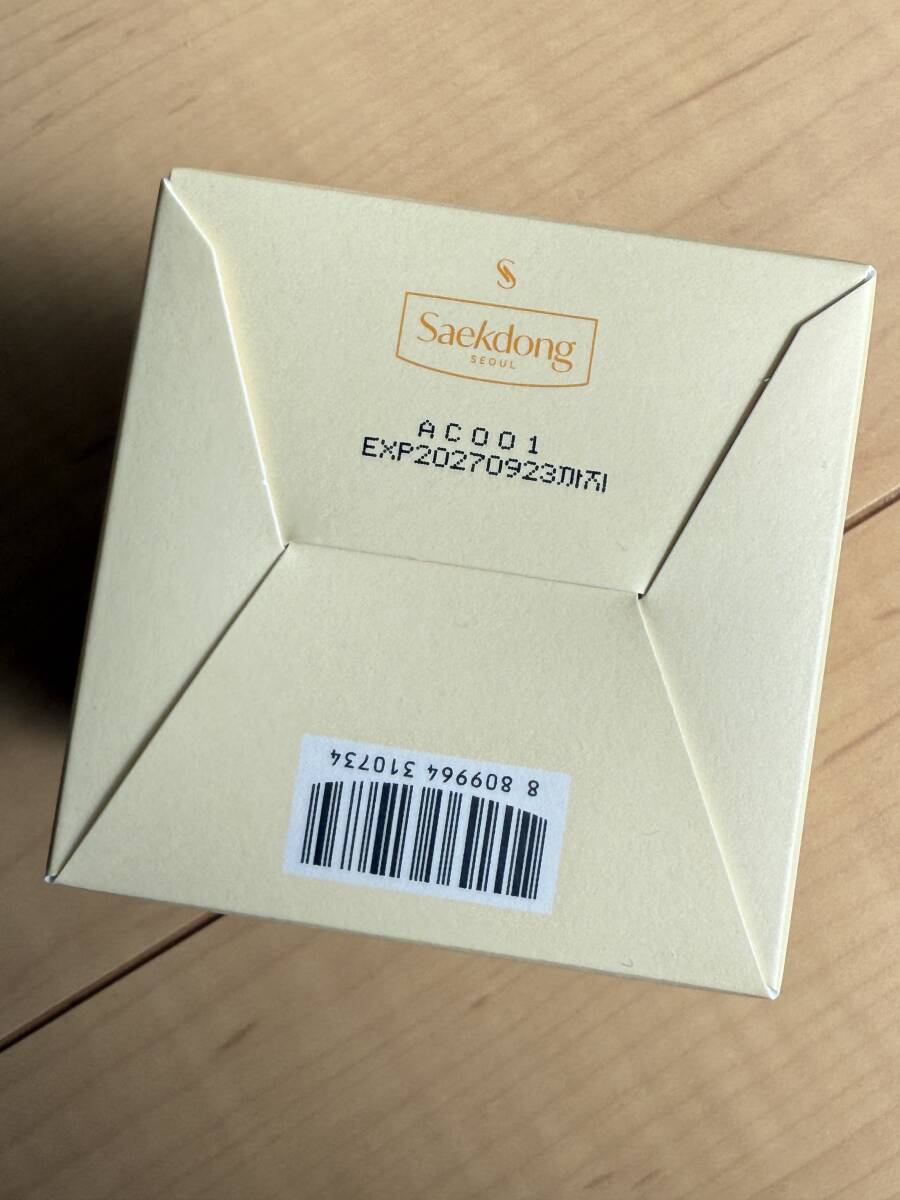 Saekdong
SEOUL
AC001
EXP20270923까지
8 809964 310734